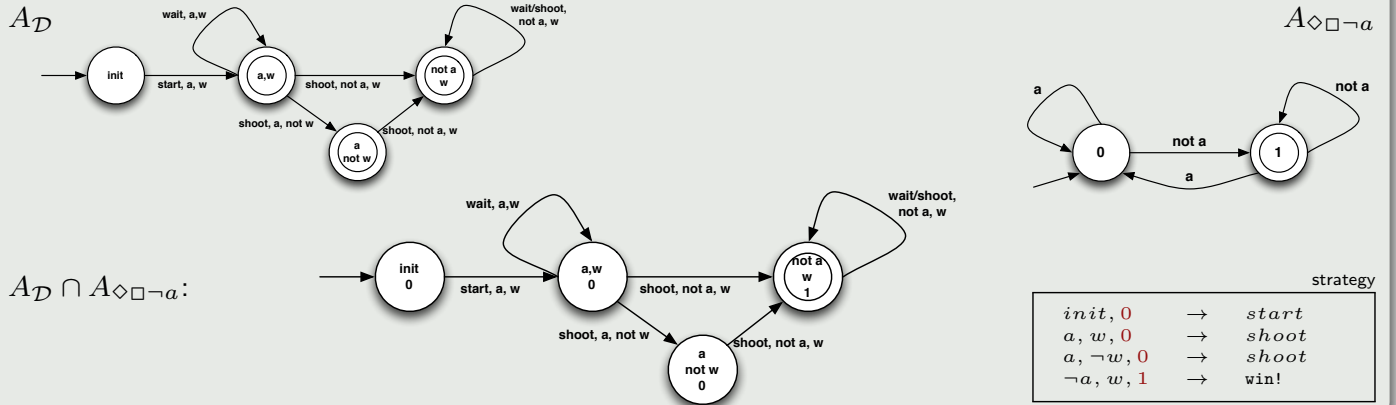 A_𝒟
wait, a,w
init
start, a, w
a,w
shoot, not a, w
not a
w
wait/shoot,
not a, w
shoot, a, not w
a
not w
shoot, not a, w
A_◇□¬a
a
0
not a
a
1
not a
A_𝒟 ∩ A_◇□¬a:
init
0
start, a, w
wait, a,w
a,w
0
shoot, not a, w
not a
w
1
wait/shoot,
not a, w
shoot, a, not w
a
not w
0
shoot, not a, w
strategy
init, 0 → start
a, w, 0 → shoot
a, ¬w, 0 → shoot
¬a, w, 1 → win!